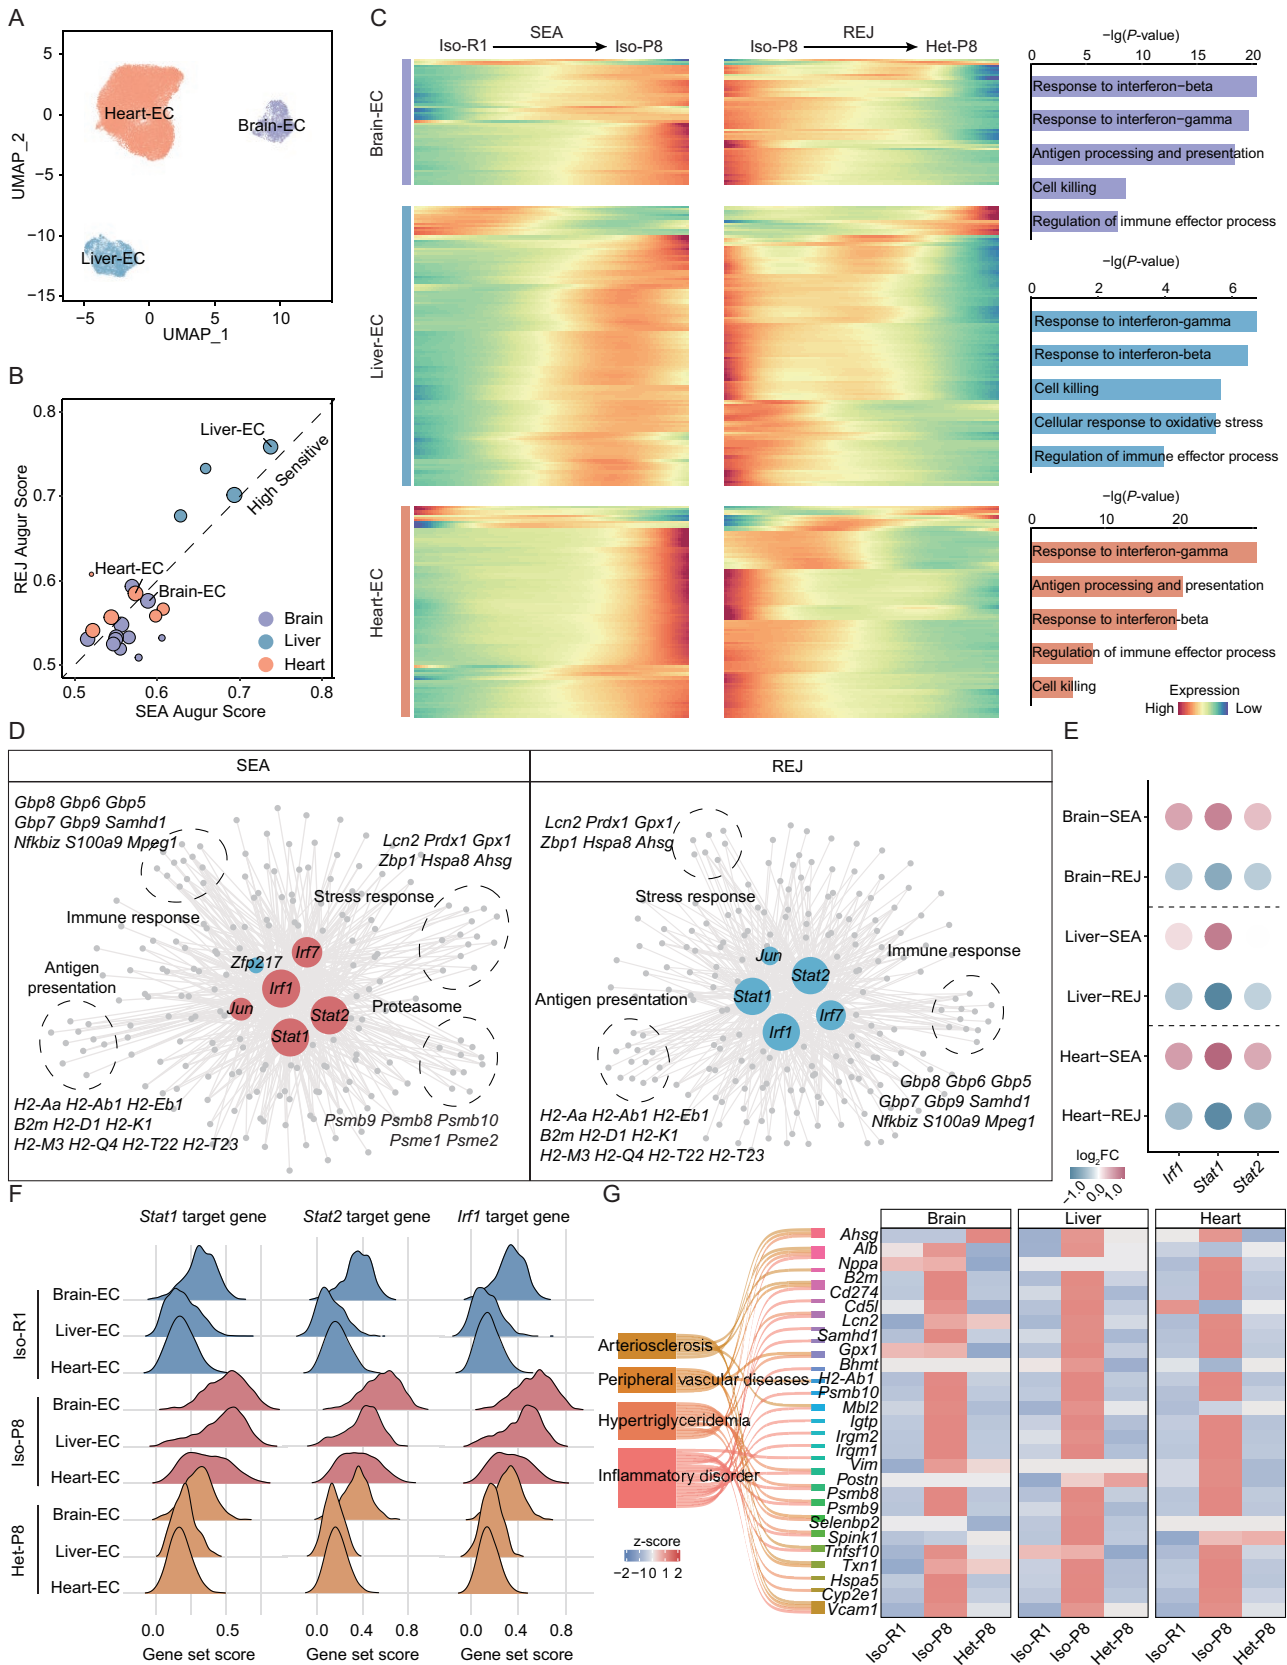 A
5
0
−5
−10
−15
UMAP_2
Heart-EC
Brain-EC
Liver-EC
−5
0
5
10
UMAP_1
B
0.8
0.7
0.6
0.5
REJ Augur Score
Liver-EC
High Sensitive
Heart-EC
Brain-EC
Brain
Liver
Heart
0.5
0.6
0.7
0.8
SEA Augur Score
C
SEA
Iso-R1
Iso-P8
REJ
Iso-P8
Het-P8
Brain-EC
Liver-EC
Heart-EC
−lg(P-value)
0
5
10
15
20
Response to interferon−beta
Response to interferon−gamma
Antigen processing and presentation
Cell killing
Regulation of immune effector process
−lg(P-value)
0
2
4
6
Response to interferon-gamma
Response to interferon-beta
Cell killing
Cellular response to oxidative stress
Regulation of immune effector process
−lg(P-value)
0
10
20
Response to interferon-gamma
Antigen processing and presentation
Response to interferon-beta
Regulation of immune effector process
Cell killing
Expression
High
Low
D
SEA
Gbp8 Gbp6 Gbp5
Gbp7 Gbp9 Samhd1
Nfkbiz S100a9 Mpeg1
Lcn2 Prdx1 Gpx1
Zbp1 Hspa8 Ahsg
Stress response
Immune response
Antigen
presentation
Zfp217
Irf7
Irf1
Jun
Stat2
Stat1
Proteasome
H2-Aa H2-Ab1 H2-Eb1
B2m H2-D1 H2-K1
H2-M3 H2-Q4 H2-T22 H2-T23
Psmb9 Psmb8 Psmb10
Psme1 Psme2
REJ
Lcn2 Prdx1 Gpx1
Zbp1 Hspa8 Ahsg
Stress response
Immune response
Antigen presentation
Jun
Stat2
Stat1
Irf7
Irf1
H2-Aa H2-Ab1 H2-Eb1
B2m H2-D1 H2-K1
H2-M3 H2-Q4 H2-T22 H2-T23
Gbp8 Gbp6 Gbp5
Gbp7 Gbp9 Samhd1
Nfkbiz S100a9 Mpeg1
E
Brain−SEA
Brain−REJ
Liver−SEA
Liver−REJ
Heart−SEA
Heart−REJ
log2FC
−1.0
0.0
1.0
Irf1
Stat1
Stat2
F
Stat1 target gene
Stat2 target gene
Irf1 target gene
Iso-R1
Brain-EC
Liver-EC
Heart-EC
Iso-P8
Brain-EC
Liver-EC
Heart-EC
Het-P8
Brain-EC
Liver-EC
Heart-EC
0.0
0.5
Gene set score
0.0
0.4
0.8
Gene set score
0.0
0.4
0.8
Gene set score
G
Arteriosclerosis
Peripheral vascular diseases
Hypertriglyceridemia
Inflammatory disorder
z-score
−2
−1
0
1
2
Brain
Liver
Heart
Ahsg
Alb
Nppa
B2m
Cd274
Cd5l
Lcn2
Samhd1
Gpx1
Bhmt
H2-Ab1
Psmb10
Mbl2
Igtp
Irgm2
Irgm1
Vim
Postn
Psmb8
Psmb9
Selenbp2
Spink1
Tnfsf10
Txn1
Hspa5
Cyp2e1
Vcam1
Iso-R1
Iso-P8
Het-P8
Iso-R1
Iso-P8
Het-P8
Iso-R1
Iso-P8
Het-P8